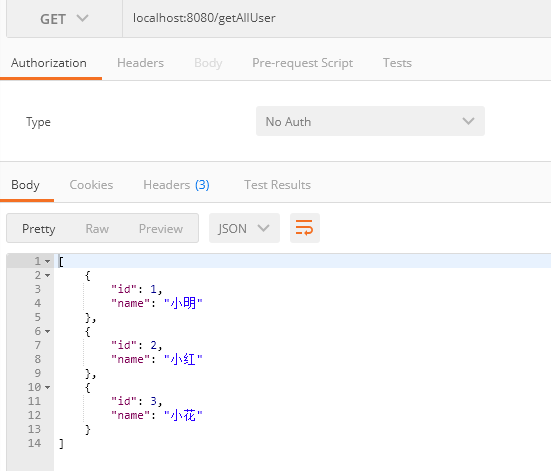 GET localhost:8080/getAllUser
Authorization Headers Body Pre-request Script Tests
Type No Auth
Body Cookies Headers (3) Test Results
Pretty Raw Preview JSON
1 [
2 {
3 "id": 1,
4 "name": "小明"
5 },
6 {
7 "id": 2,
8 "name": "小红"
9 },
10 {
11 "id": 3,
12 "name": "小花"
13 }
14 ]